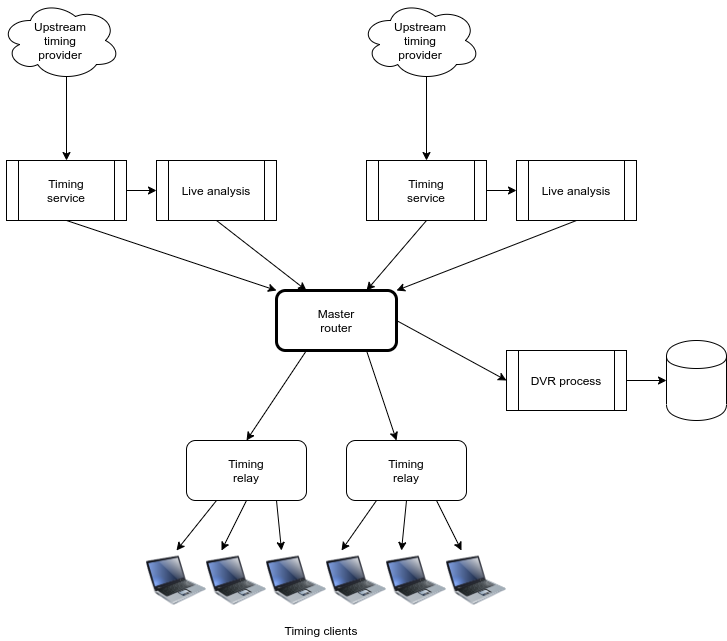 Upstream
timing
provider
Upstream
timing
provider
Timing
service
Live analysis
Timing
service
Live analysis
Master
router
DVR process
Timing
relay
Timing
relay
Timing clients